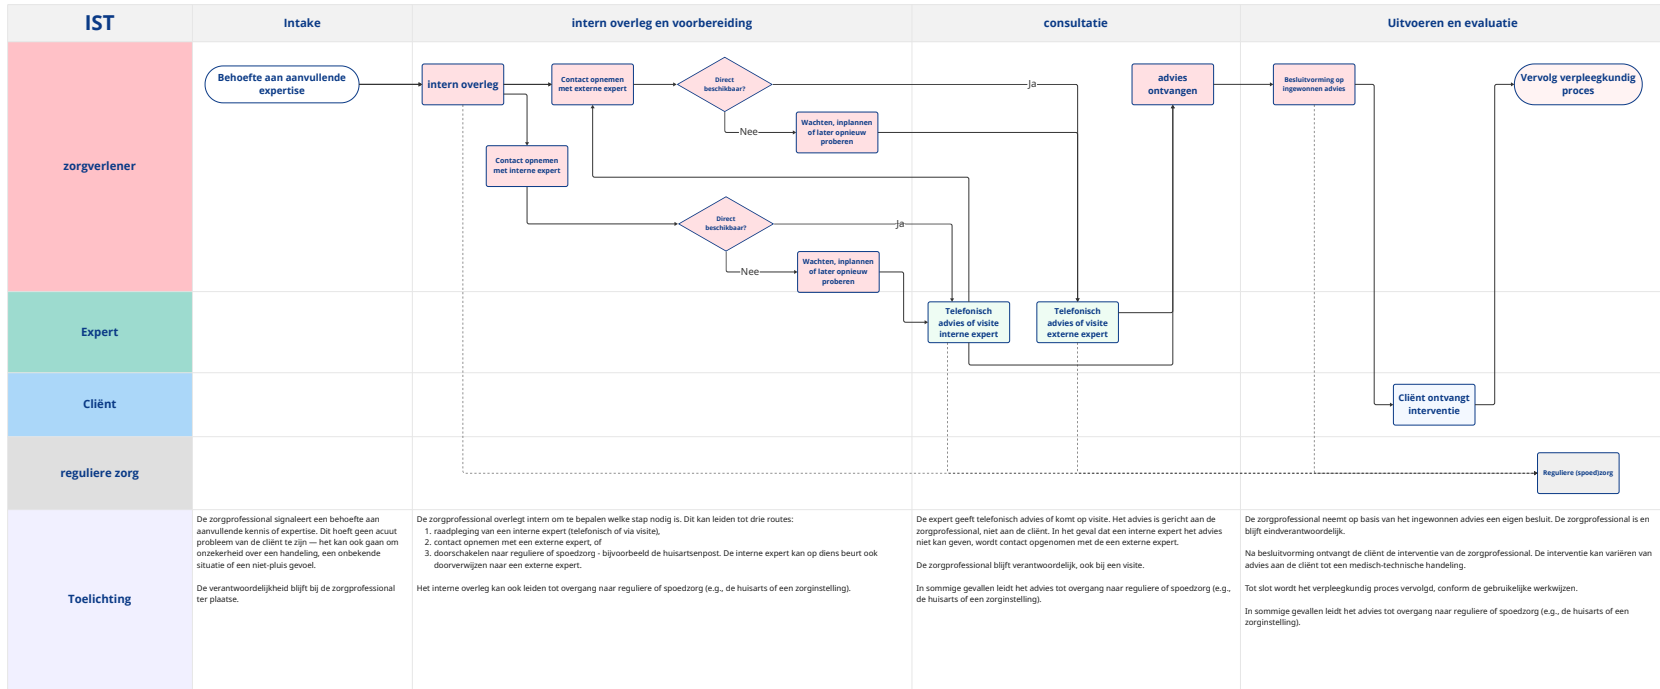 IST
Intake
intern overleg en voorbereiding
consultatie
Uitvoeren en evaluatie
zorgverlener
Behoefte aan aanvullende
expertise
intern overleg
Contact opnemen
met externe expert
Direct
beschikbaar?
Ja
advies
ontvangen
Besluitvorming op
ingewonnen advies
Vervolg verpleegkundig
proces
Nee
Wachten, inplannen
of later opnieuw
proberen
Contact opnemen
met interne expert
Direct
beschikbaar?
Ja
Nee
Wachten, inplannen
of later opnieuw
proberen
Expert
Telefonisch
advies of visite
interne expert
Telefonisch
advies of visite
externe expert
Cliënt
Cliënt ontvangt
interventie
reguliere zorg
Reguliere (spoed)zorg
Toelichting
De zorgprofessional signaleert een behoefte aan
aanvullende kennis of expertise. Dit hoeft geen acuut
probleem van de cliënt te zijn — het kan ook gaan om
onzekerheid over een handeling, een onbekende
situatie of een niet-pluis gevoel.
De verantwoordelijkheid blijft bij de zorgprofessional
ter plaatse.
De zorgprofessional overlegt intern om te bepalen welke stap nodig is. Dit kan leiden tot drie routes:
1. raadpleging van een interne expert (telefonisch of via visite),
2. contact opnemen met een externe expert, of
3. doorschakelen naar reguliere of spoedzorg - bijvoorbeeld de huisartsenpost. De interne expert kan op diens beurt ook
doorverwijzen naar een externe expert.
Het interne overleg kan ook leiden tot overgang naar reguliere of spoedzorg (e.g., de huisarts of een zorginstelling).
De expert geeft telefonisch advies of komt op visite. Het advies is gericht aan de
zorgprofessional, niet aan de cliënt. In het geval dat een interne expert het advies
niet kan geven, wordt contact opgenomen met de een externe expert.
De zorgprofessional blijft verantwoordelijk, ook bij een visite.
In sommige gevallen leidt het advies tot overgang naar reguliere of spoedzorg (e.g.,
de huisarts of een zorginstelling).
De zorgprofessional neemt op basis van het ingewonnen advies een eigen besluit. De zorgprofessional is en
blijft eindverantwoordelijk.
Na besluitvorming ontvangt de cliënt de interventie van de zorgprofessional. De interventie kan variëren van
advies aan de cliënt tot een medisch-technische handeling.
Tot slot wordt het verpleegkundig proces vervolgd, conform de gebruikelijke werkwijzen.
In sommige gevallen leidt het advies tot overgang naar reguliere of spoedzorg (e.g., de huisarts of een
zorginstelling).